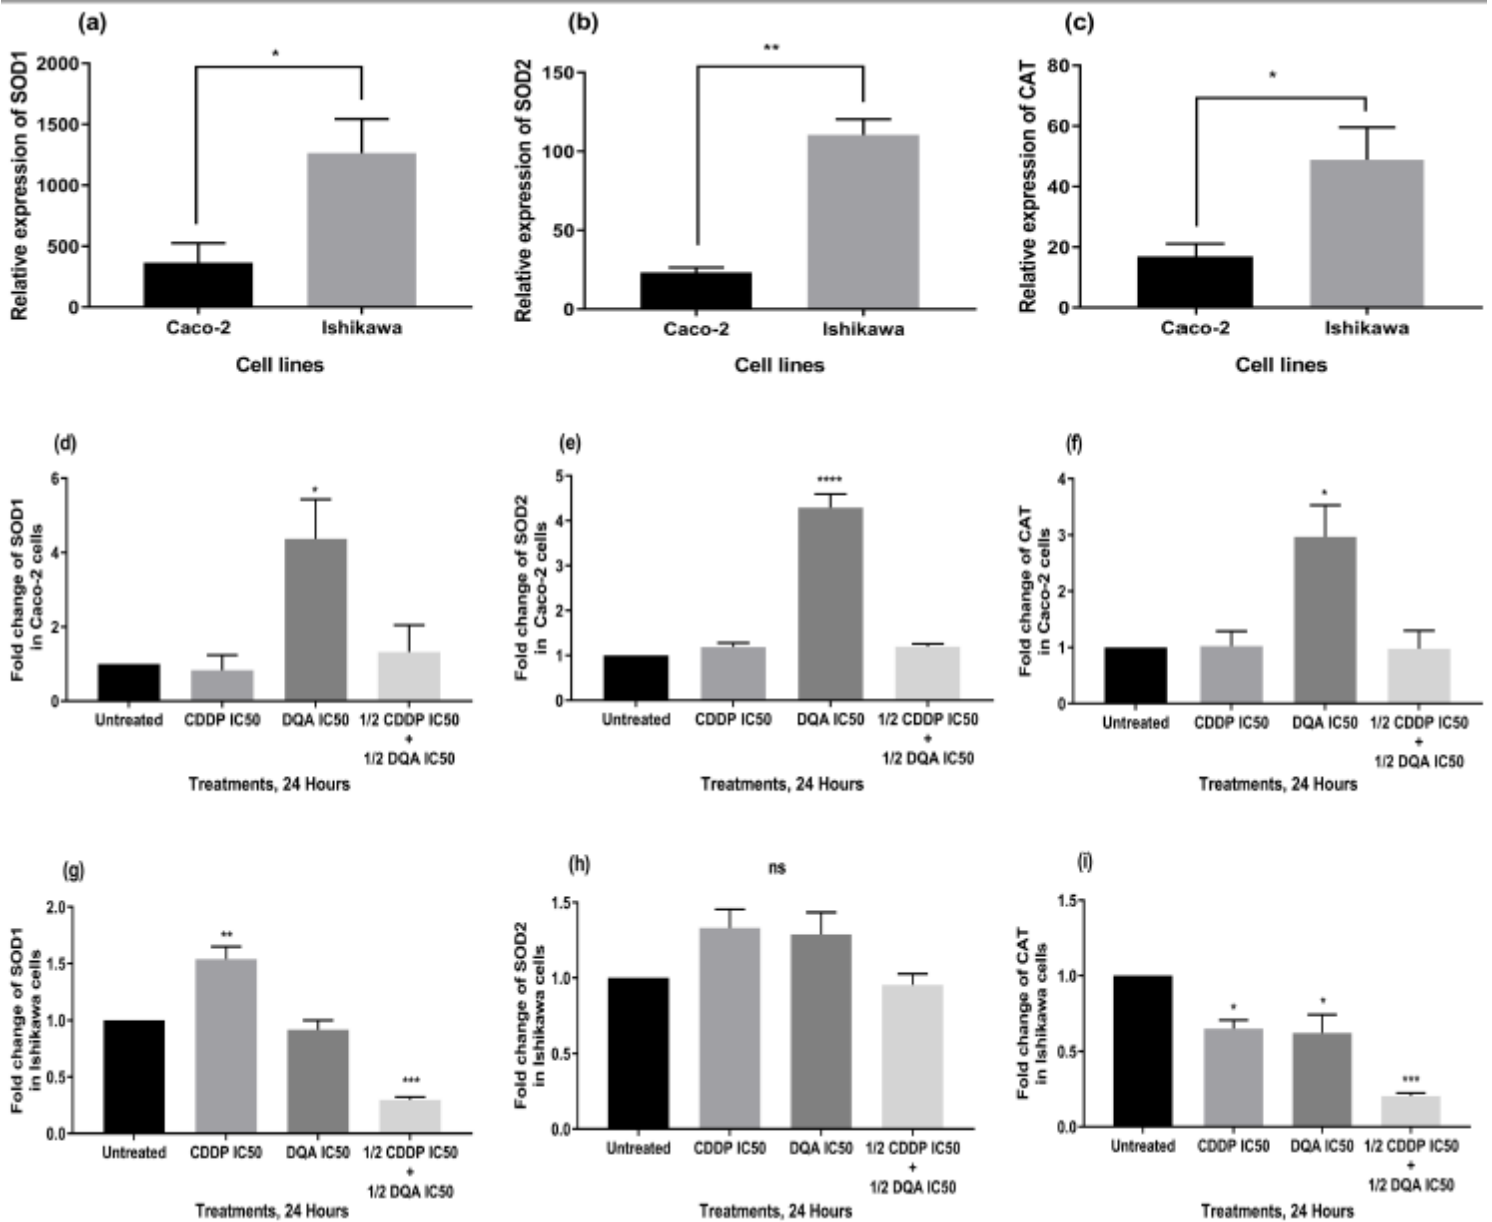 (a)
(b)
(c)
Relative expression of SOD1
2000
1500
1000
500
0
*
Caco-2
Ishikawa
Cell lines
Relative expression of SOD2
150
100
50
0
**
Caco-2
Ishikawa
Cell lines
Relative expression of CAT
80
60
40
20
0
*
Caco-2
Ishikawa
Cell lines
(d)
Fold change of SOD1
in Caco-2 cells
6
4
2
0
*
Untreated
CDDP IC50
DQA IC50
1/2 CDDP IC50
+
1/2 DQA IC50
Treatments, 24 Hours
(e)
Fold change of SOD2
in Caco-2 cells
5
4
3
2
1
0
****
Untreated
CDDP IC50
DQA IC50
1/2 CDDP IC50
+
1/2 DQA IC50
Treatments, 24 Hours
(f)
Fold change of CAT
in Caco-2 cells
4
3
2
1
0
*
Untreated
CDDP IC50
DQA IC50
1/2 CDDP IC50
+
1/2 DQA IC50
Treatments, 24 Hours
(g)
Fold change of SOD1
in Ishikawa cells
2.0
1.5
1.0
0.5
0.0
**
***
Untreated
CDDP IC50
DQA IC50
1/2 CDDP IC50
+
1/2 DQA IC50
Treatments, 24 Hours
(h)
ns
Fold change of SOD2
in Ishikawa cells
1.5
1.0
0.5
0.0
Untreated
CDDP IC50
DQA IC50
1/2 CDDP IC50
+
1/2 DQA IC50
Treatments, 24 Hours
(i)
Fold change of CAT
in Ishikawa cells
1.5
1.0
0.5
0.0
*
*
***
Untreated
CDDP IC50
DQA IC50
1/2 CDDP IC50
+
1/2 DQA IC50
Treatments, 24 Hours